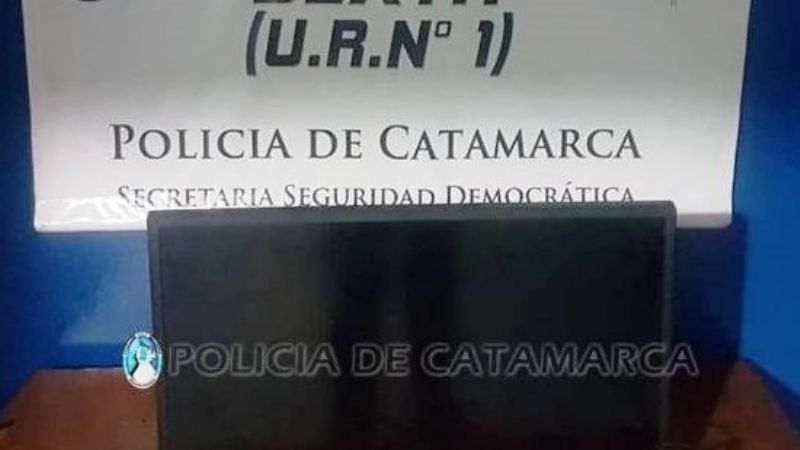 (U.R.N° 1)
POLICIA DE CATAMARCA
SECRETARIA SEGURIDAD DEMOCRÁTICA
POLICIA DE CATAMARCA